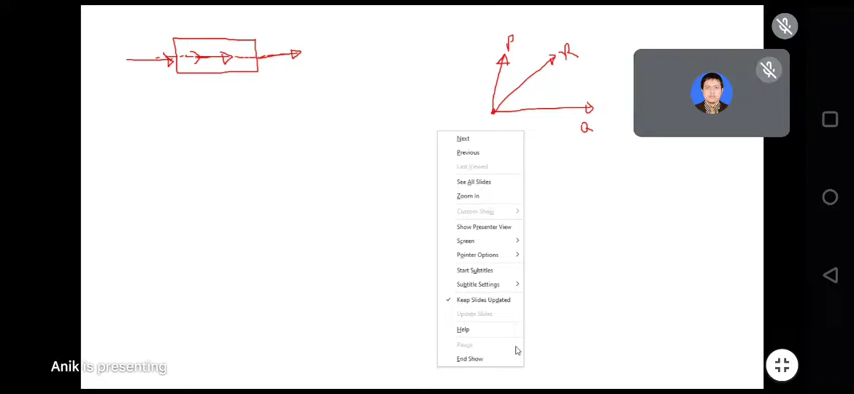 P
R
Q
Next
Previous
Last Viewed
See All Slides
Zoom in
Custom Show
Show Presenter View
Screen
Pointer Options
Start Subtitles
Subtitle Settings
Keep Slides Updated
Update Slides
Help
Pause
End Show
Anik is presenting